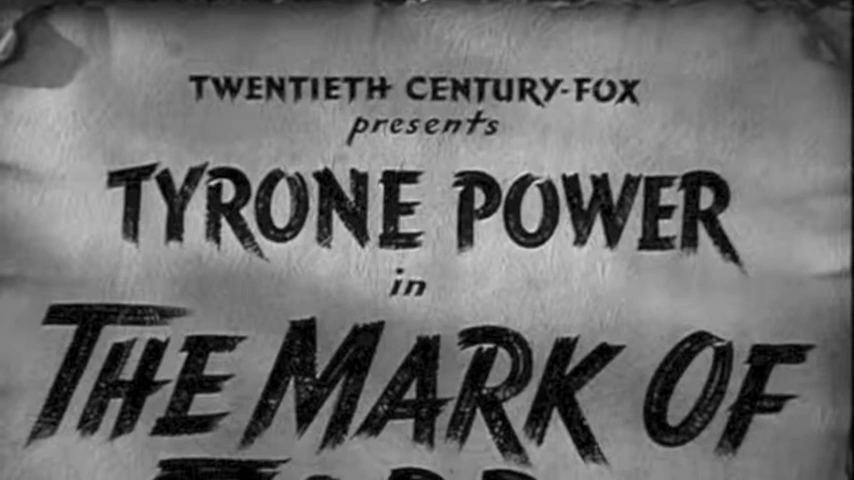 TWENTIETH CENTURY-FOX
presents
TYRONE POWER
in
THE MARK OF